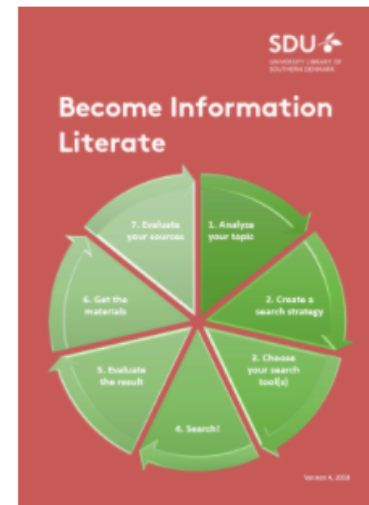 SDU
UNIVERSITY LIBRARY OF
SOUTHERN DENMARK
Become Information
Literate
1. Analyze
your topic
2. Create a
search strategy
3. Choose
your search
tool(s)
4. Search!
5. Evaluate
the result
6. Get the
materials
7. Evaluate
your sources
Version 4, 2018